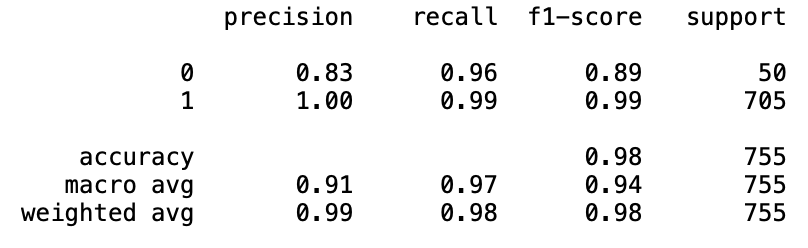 precision recall f1-score support
0 0.83 0.96 0.89 50
1 1.00 0.99 0.99 705
accuracy 0.98 755
macro avg 0.91 0.97 0.94 755
weighted avg 0.99 0.98 0.98 755